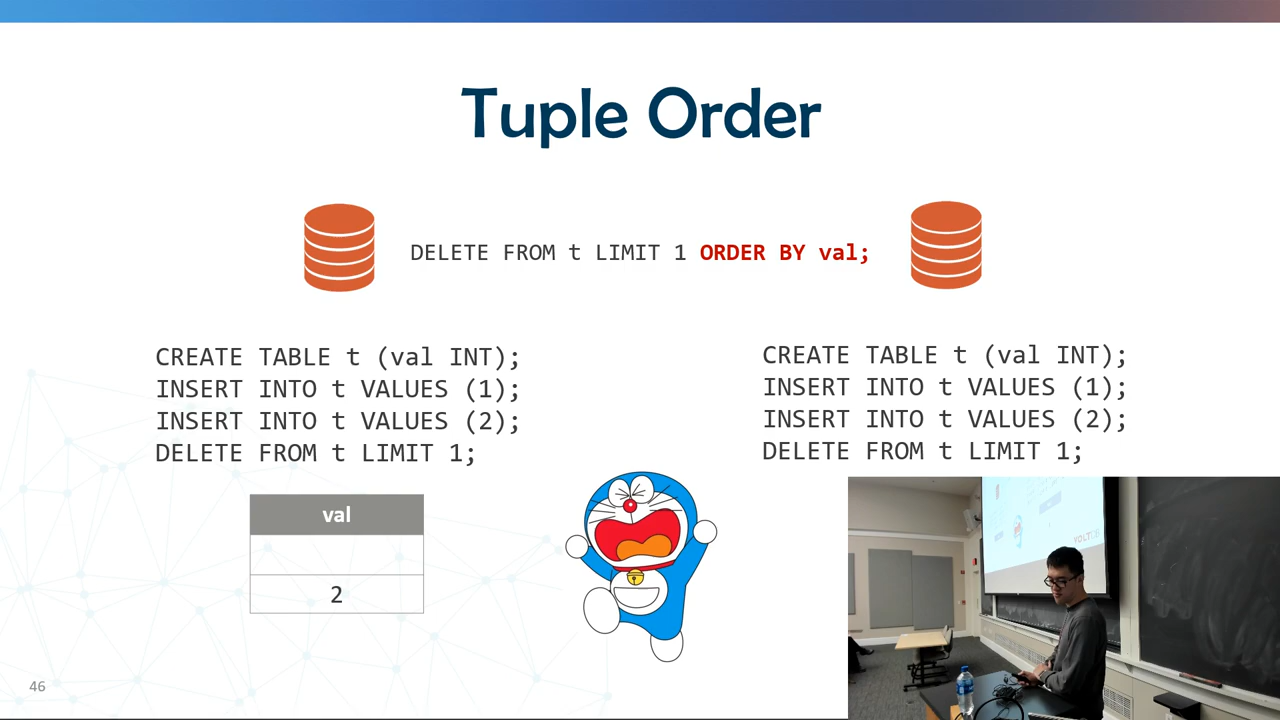 Tuple Order
DELETE FROM t LIMIT 1 ORDER BY val;
CREATE TABLE t (val INT);
INSERT INTO t VALUES (1);
INSERT INTO t VALUES (2);
DELETE FROM t LIMIT 1;
CREATE TABLE t (val INT);
INSERT INTO t VALUES (1);
INSERT INTO t VALUES (2);
DELETE FROM t LIMIT 1;
val
2
46